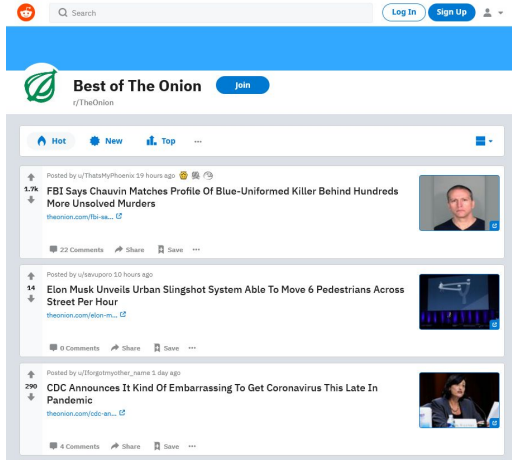 Search
Log In
Sign Up
Best of The Onion
Join
r/TheOnion
Hot
New
Top
Posted by u/ThatsMyPhoenix 19 hours ago
1.7k
FBI Says Chauvin Matches Profile Of Blue-Uniformed Killer Behind Hundreds
More Unsolved Murders
theonion.com/fbi-sa...
22 Comments
Share
Save
Posted by u/savuporo 10 hours ago
14
Elon Musk Unveils Urban Slingshot System Able To Move 6 Pedestrians Across
Street Per Hour
theonion.com/elon-m...
0 Comments
Share
Save
Posted by u/Iforgotmyother_name 1 day ago
290
CDC Announces It Kind Of Embarrassing To Get Coronavirus This Late In
Pandemic
theonion.com/cdc-an...
4 Comments
Share
Save